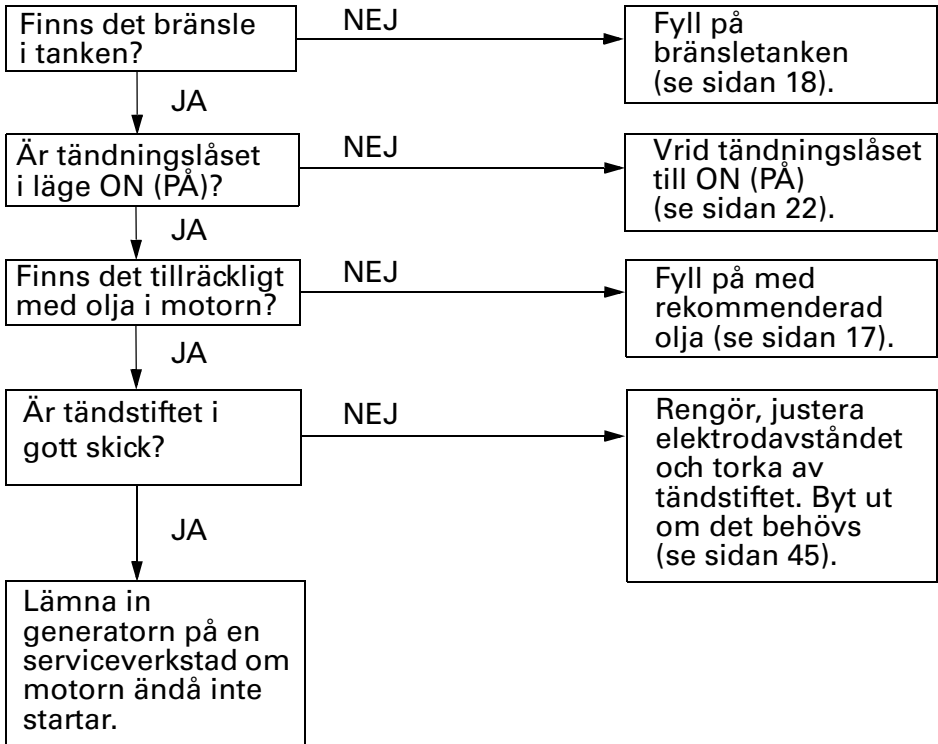 Finns det bränsle
i tanken?
NEJ
Fyll på
bränsletanken
(se sidan 18).
JA
Är tändningslåset
i läge ON (PÅ)?
NEJ
Vrid tändningslåset
till ON (PÅ)
(se sidan 22).
JA
Finns det tillräckligt
med olja i motorn?
NEJ
Fyll på med
rekommenderad
olja (se sidan 17).
JA
Är tändstiftet i
gott skick?
NEJ
Rengör, justera
elektrodavståndet
och torka av
tändstiftet. Byt ut
om det behövs
(se sidan 45).
JA
Lämna in
generatorn på en
serviceverkstad om
motorn ändå inte
startar.